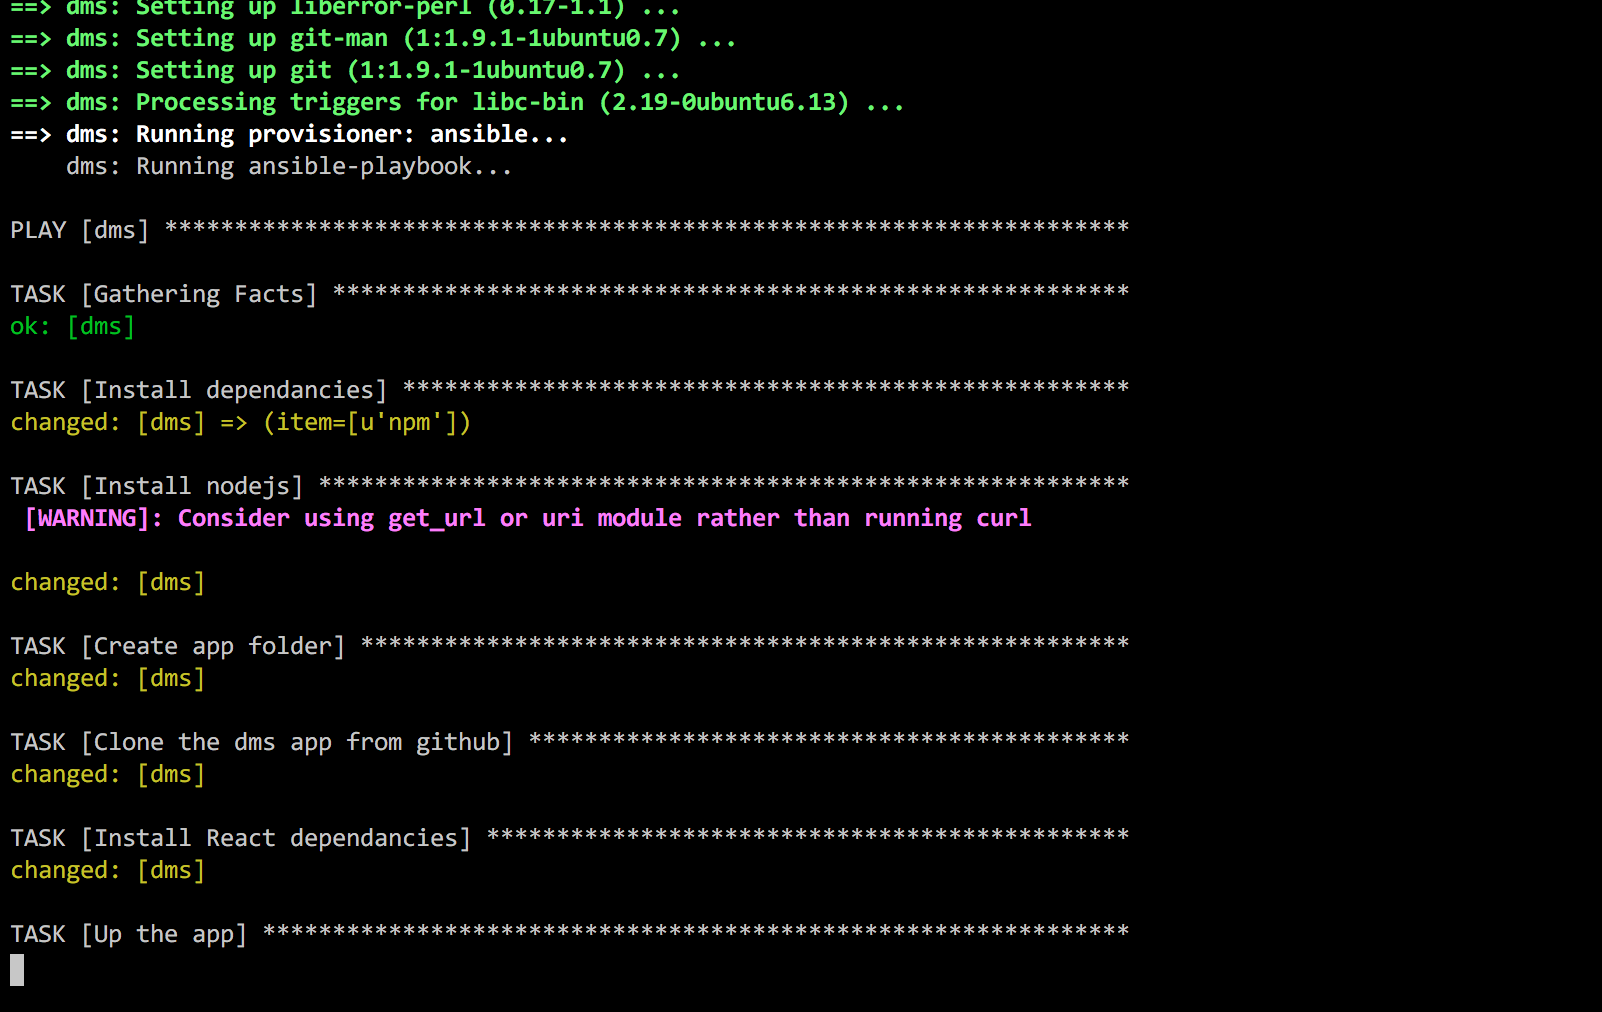 ==> dms: Setting up liberror-perl (0.17-1.1) ...
==> dms: Setting up git-man (1:1.9.1-1ubuntu0.7) ...
==> dms: Setting up git (1:1.9.1-1ubuntu0.7) ...
==> dms: Processing triggers for libc-bin (2.19-0ubuntu6.13) ...
==> dms: Running provisioner: ansible...
    dms: Running ansible-playbook...
PLAY [dms] *********************************************************************
TASK [Gathering Facts] *********************************************************
ok: [dms]
TASK [Install dependancies] ****************************************************
changed: [dms] => (item=[u'npm'])
TASK [Install nodejs] **********************************************************
 [WARNING]: Consider using get_url or uri module rather than running curl
changed: [dms]
TASK [Create app folder] *******************************************************
changed: [dms]
TASK [Clone the dms app from github] *******************************************
changed: [dms]
TASK [Install React dependancies] **********************************************
changed: [dms]
TASK [Up the app] **************************************************************